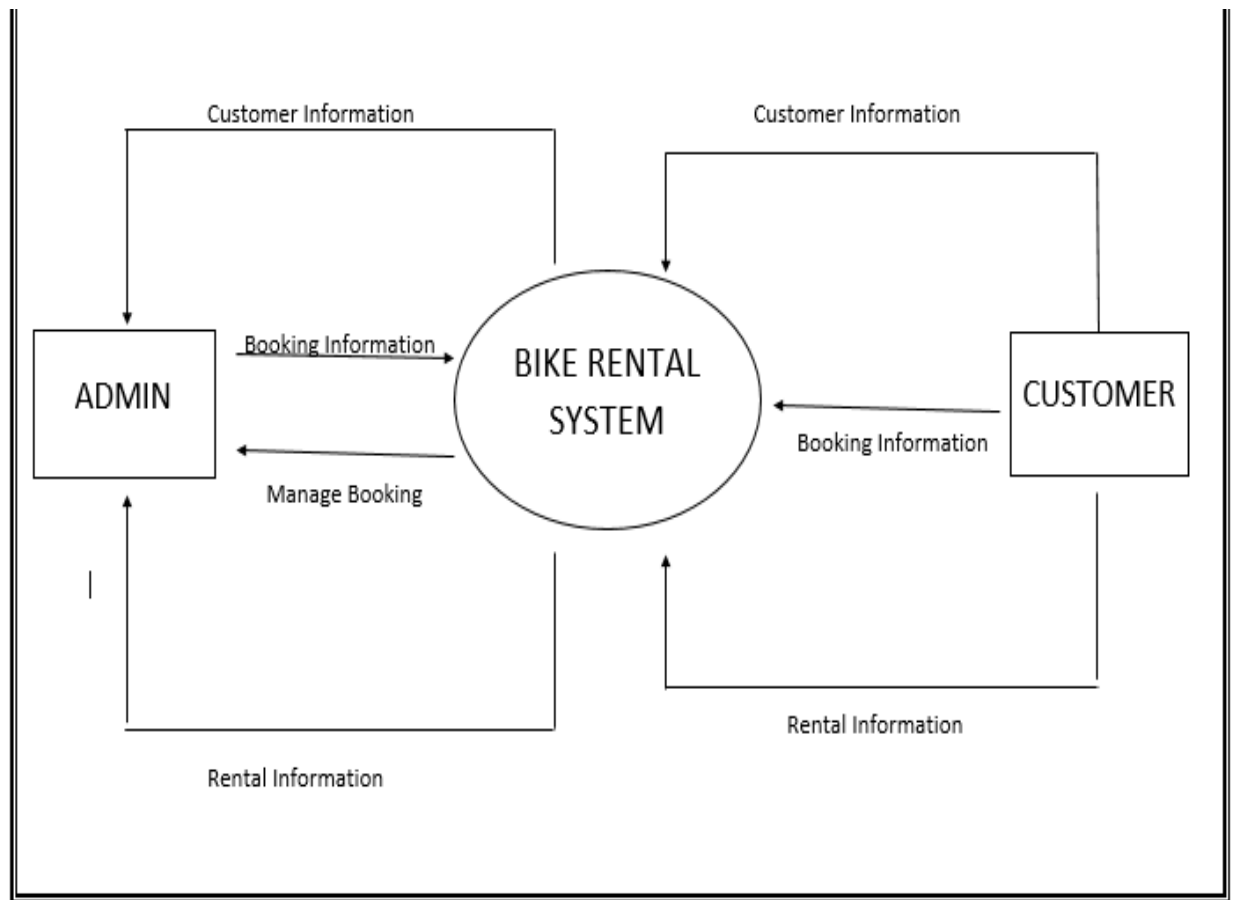 Customer Information
Customer Information
Booking Information
BIKE RENTAL
SYSTEM
ADMIN
CUSTOMER
Booking Information
Manage Booking
Rental Information
Rental Information